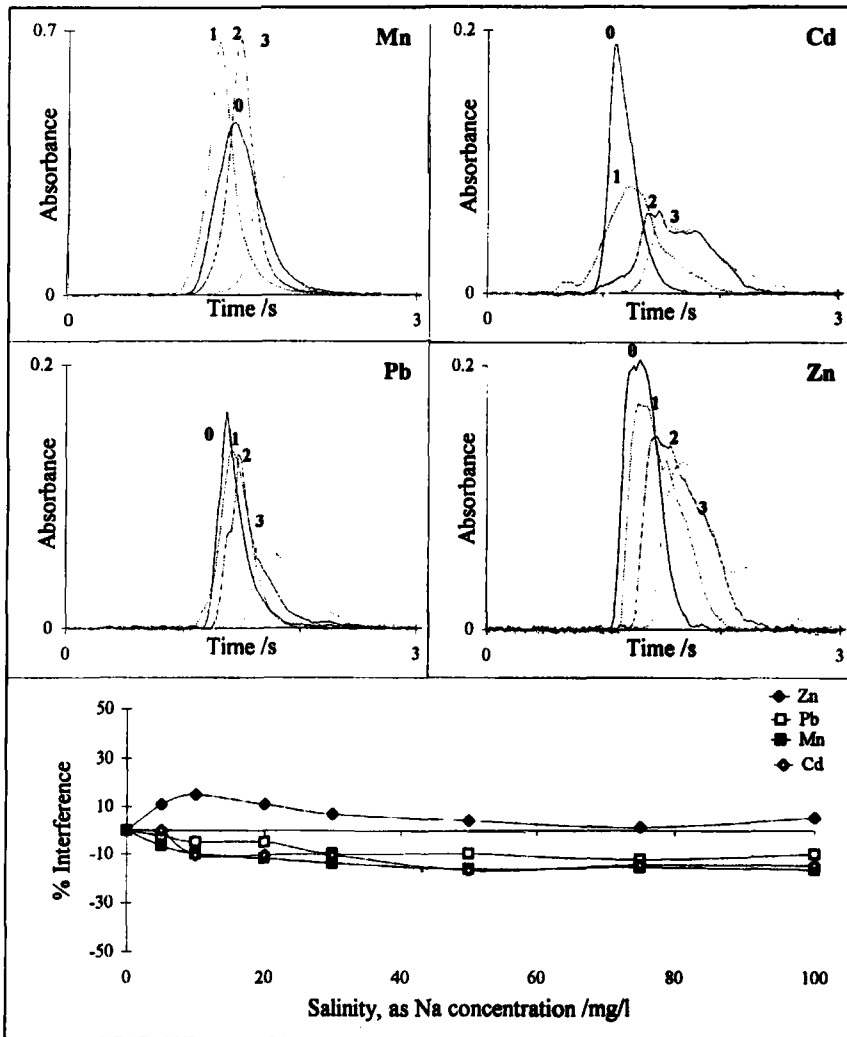 0.7
Mn
1
2
3
0
Absorbance
0
0
Time /s
3
0.2
Cd
0
1
2
3
Absorbance
0
0
Time /s
3
0.2
Pb
0
1
2
3
Absorbance
0
0
Time /s
3
0.2
Zn
0
1
2
3
Absorbance
0
0
Time /s
3
50
30
10
-10
-30
-50
% Interference
Zn
Pb
Mn
Cd
0
20
40
60
80
100
Salinity, as Na concentration /mg/l